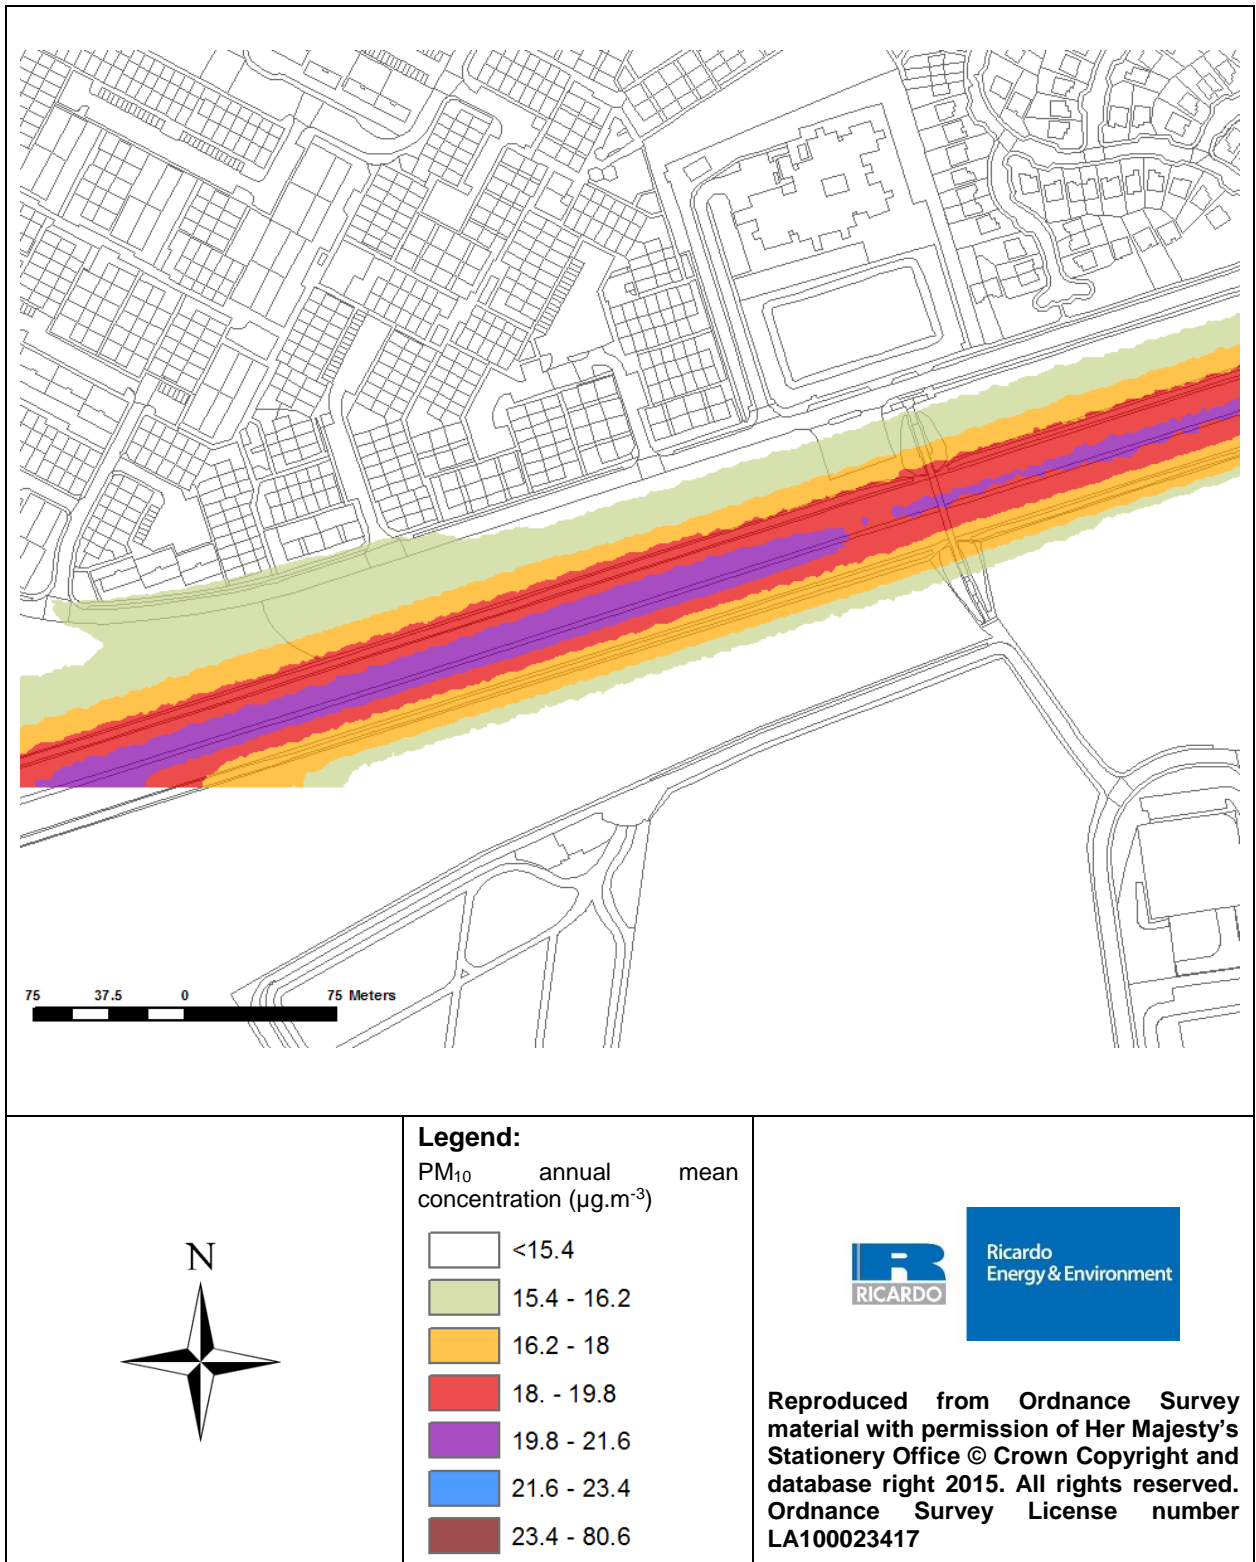 75 37.5 0 75 Meters
N
Legend:
PM₁₀ annual mean
concentration (µg.m⁻³)
<15.4
15.4 - 16.2
16.2 - 18
18. - 19.8
19.8 - 21.6
21.6 - 23.4
23.4 - 80.6
R
RICARDO
Ricardo
Energy & Environment
Reproduced from Ordnance Survey
material with permission of Her Majesty's
Stationery Office © Crown Copyright and
database right 2015. All rights reserved.
Ordnance Survey License number
LA100023417